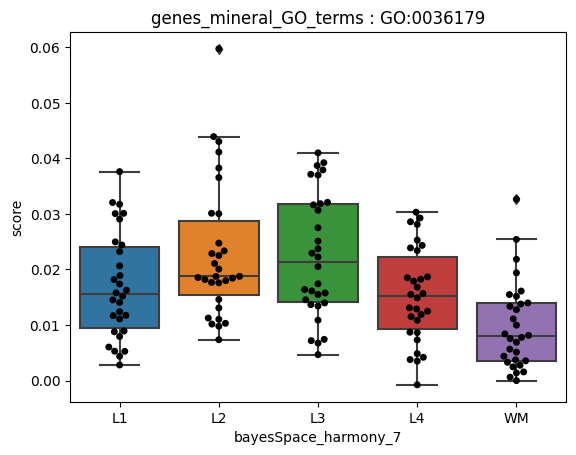 genes_mineral_GO_terms : GO:0036179
0.06
0.05
0.04
0.03
0.02
0.01
0.00
score
L1 L2 L3 L4 WM
bayesSpace_harmony_7